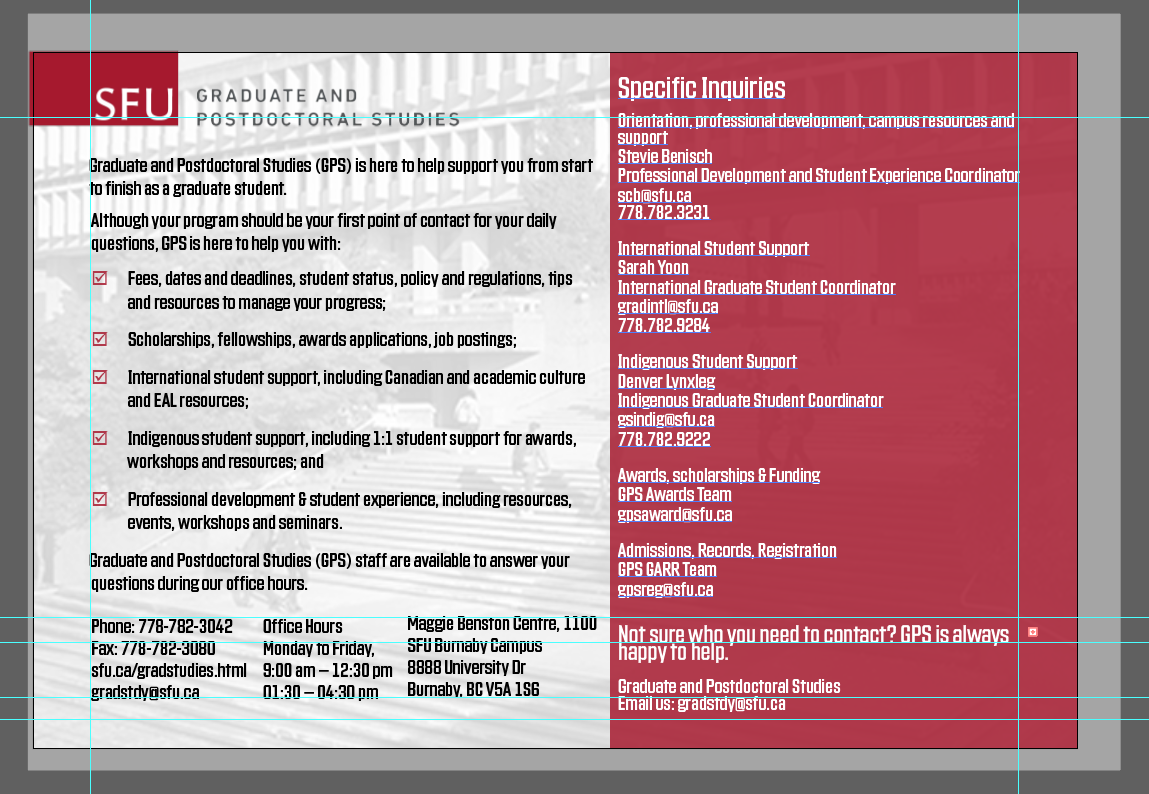 SFU
GRADUATE AND
POSTDOCTORAL STUDIES
Graduate and Postdoctoral Studies (GPS) is here to help support you from start
to finish as a graduate student.
Although your program should be your first point of contact for your daily
questions, GPS is here to help you with:
Fees, dates and deadlines, student status, policy and regulations, tips
and resources to manage your progress;
Scholarships, fellowships, awards applications, job postings;
International student support, including Canadian and academic culture
and EAL resources;
Indigenous student support, including 1:1 student support for awards,
workshops and resources; and
Professional development & student experience, including resources,
events, workshops and seminars.
Graduate and Postdoctoral Studies (GPS) staff are available to answer your
questions during our office hours.
Phone: 778-782-3042
Fax: 778-782-3080
sfu.ca/gradstudies.html
gradstdy@sfu.ca
Office Hours
Monday to Friday,
9:00 am – 12:30 pm
01:30 – 04:30 pm
Maggie Benston Centre, 1100
SFU Burnaby Campus
8888 University Dr
Burnaby, BC V5A 1S6
Specific Inquiries
Orientation, professional development, campus resources and
support
Stevie Benisch
Professional Development and Student Experience Coordinator
scb@sfu.ca
778.782.3231
International Student Support
Sarah Yoon
International Graduate Student Coordinator
gradintl@sfu.ca
778.782.9284
Indigenous Student Support
Denver Lynxleg
Indigenous Graduate Student Coordinator
gsindig@sfu.ca
778.782.9222
Awards, scholarships & Funding
GPS Awards Team
gpsaward@sfu.ca
Admissions, Records, Registration
GPS GARR Team
gpsreg@sfu.ca
Not sure who you need to contact? GPS is always
happy to help.
Graduate and Postdoctoral Studies
Email us: gradstdy@sfu.ca